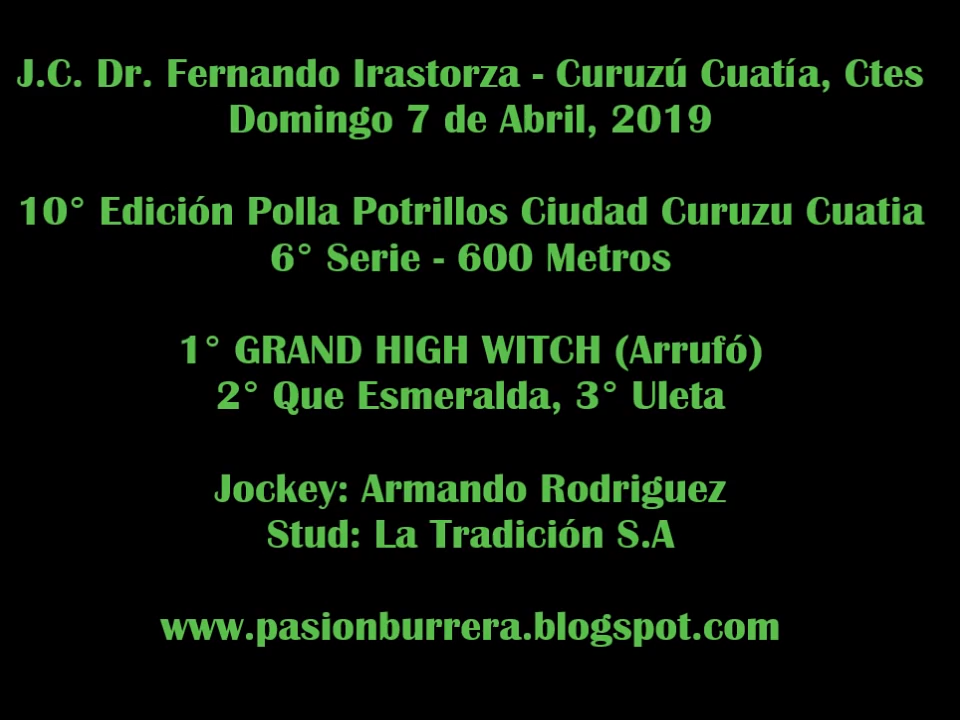 J.C. Dr. Fernando Irastorza - Curuzú Cuatía, Ctes
Domingo 7 de Abril, 2019
10° Edición Polla Potrillos Ciudad Curuzu Cuatia
6° Serie - 600 Metros
1° GRAND HIGH WITCH (Arrufó)
2° Que Esmeralda, 3° Uleta
Jockey: Armando Rodriguez
Stud: La Tradición S.A
www.pasionburrera.blogspot.com